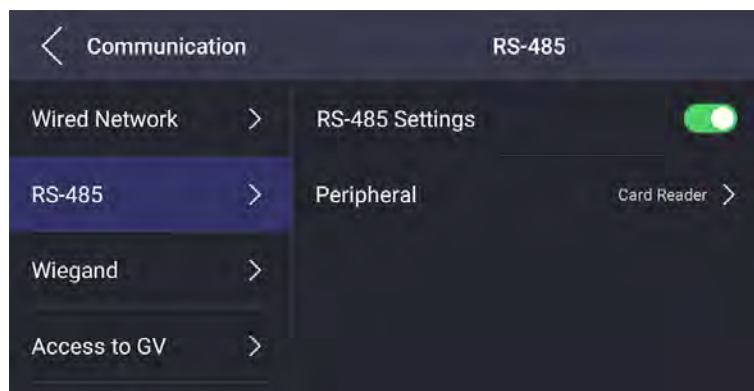 Communication
RS-485
Wired Network
RS-485 Settings
RS-485
Peripheral
Card Reader
Wiegand
Access to GV